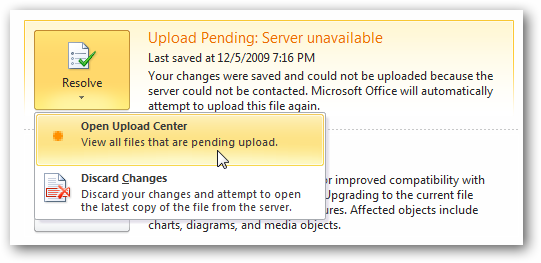 Upload Pending: Server unavailable
Last saved at 12/5/2009 7:16 PM
Your changes were saved and could not be uploaded because the
server could not be contacted. Microsoft Office will automatically
attempt to upload this file again.
Resolve
Open Upload Center
View all files that are pending upload.
Discard Changes
Discard your changes and attempt to open
the latest copy of the file from the server.
or improved compatibility with
Upgrading to the current file
ures. Affected objects include
charts, diagrams, and media objects.